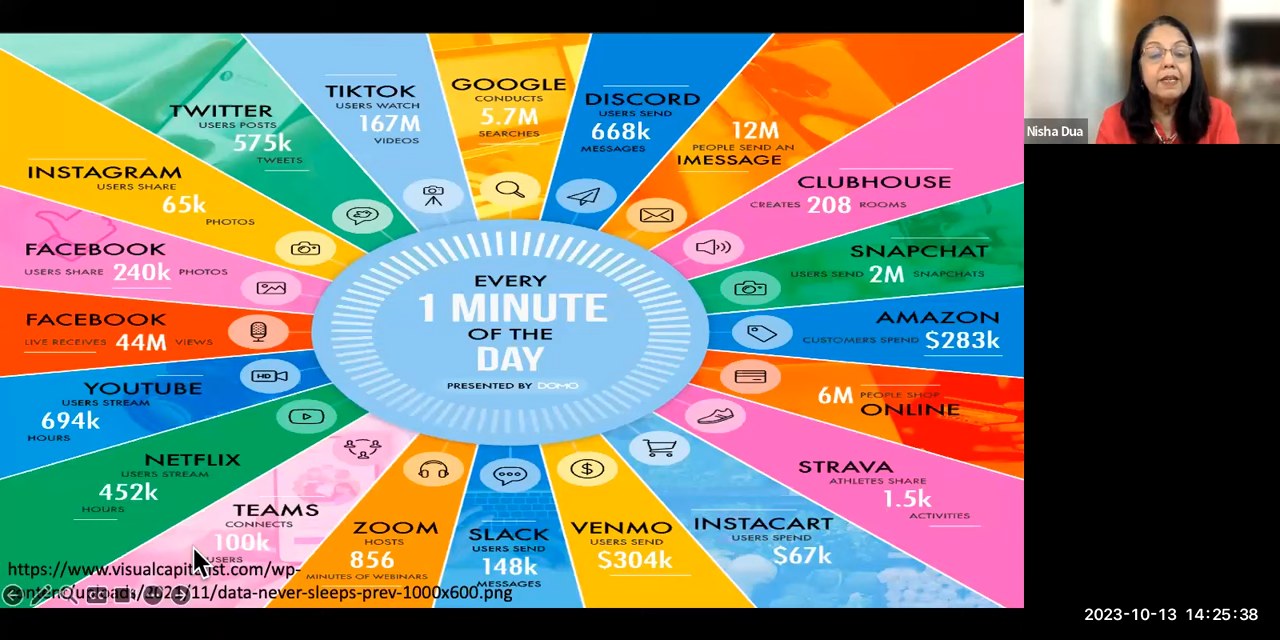 TWITTER
USERS POSTS
575k
TWEETS
TIKTOK
USERS WATCH
167M
VIDEOS
GOOGLE
CONDUCTS
5.7M
SEARCHES
DISCORD
USERS SEND
668k
MESSAGES
12M
PEOPLE SEND AN
IMESSAGE
CLUBHOUSE
CREATES 208 ROOMS
SNAPCHAT
USERS SEND 2M SNAPCHATS
AMAZON
CUSTOMERS SPEND $283k
6M PEOPLE SHOP
ONLINE
STRAVA
ATHLETES SHARE
1.5k
ACTIVITIES
INSTACART
USERS SPEND
$67k
VENMO
USERS SEND
$304k
SLACK
USERS SEND
148k
MESSAGES
ZOOM
HOSTS
856
MINUTES OF WEBINARS
TEAMS
CONNECTS
100k
USERS
NETFLIX
USERS STREAM
452k
HOURS
YOUTUBE
USERS STREAM
694k
HOURS
FACEBOOK
LIVE RECEIVES 44M VIEWS
FACEBOOK
USERS SHARE 240k PHOTOS
INSTAGRAM
USERS SHARE
65k
PHOTOS
EVERY
1 MINUTE
OF THE
DAY
PRESENTED BY DOMO
HD
https://www.visualcapitalist.com/wp-
content/uploads/2021/11/data-never-sleeps-prev-1000x600.png
Nisha Dua
2023-10-13 14:25:38